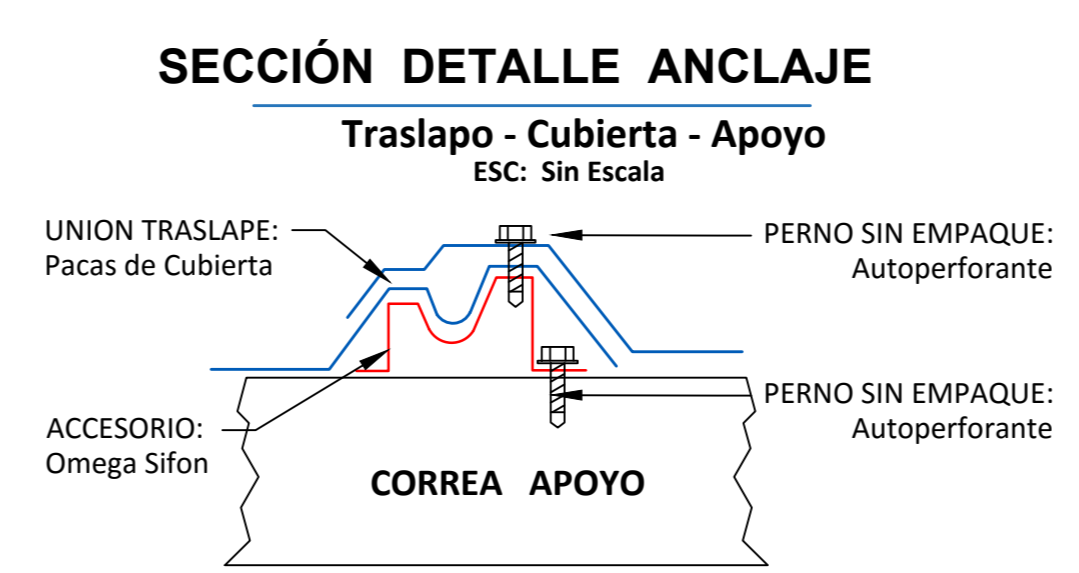 SECCIÓN DETALLE ANCLAJE
Traslapo - Cubierta - Apoyo
ESC: Sin Escala
UNION TRASLAPE:
Pacas de Cubierta
PERNO SIN EMPAQUE:
Autoperforante
PERNO SIN EMPAQUE:
Autoperforante
ACCESORIO:
Omega Sifon
CORREA APOYO